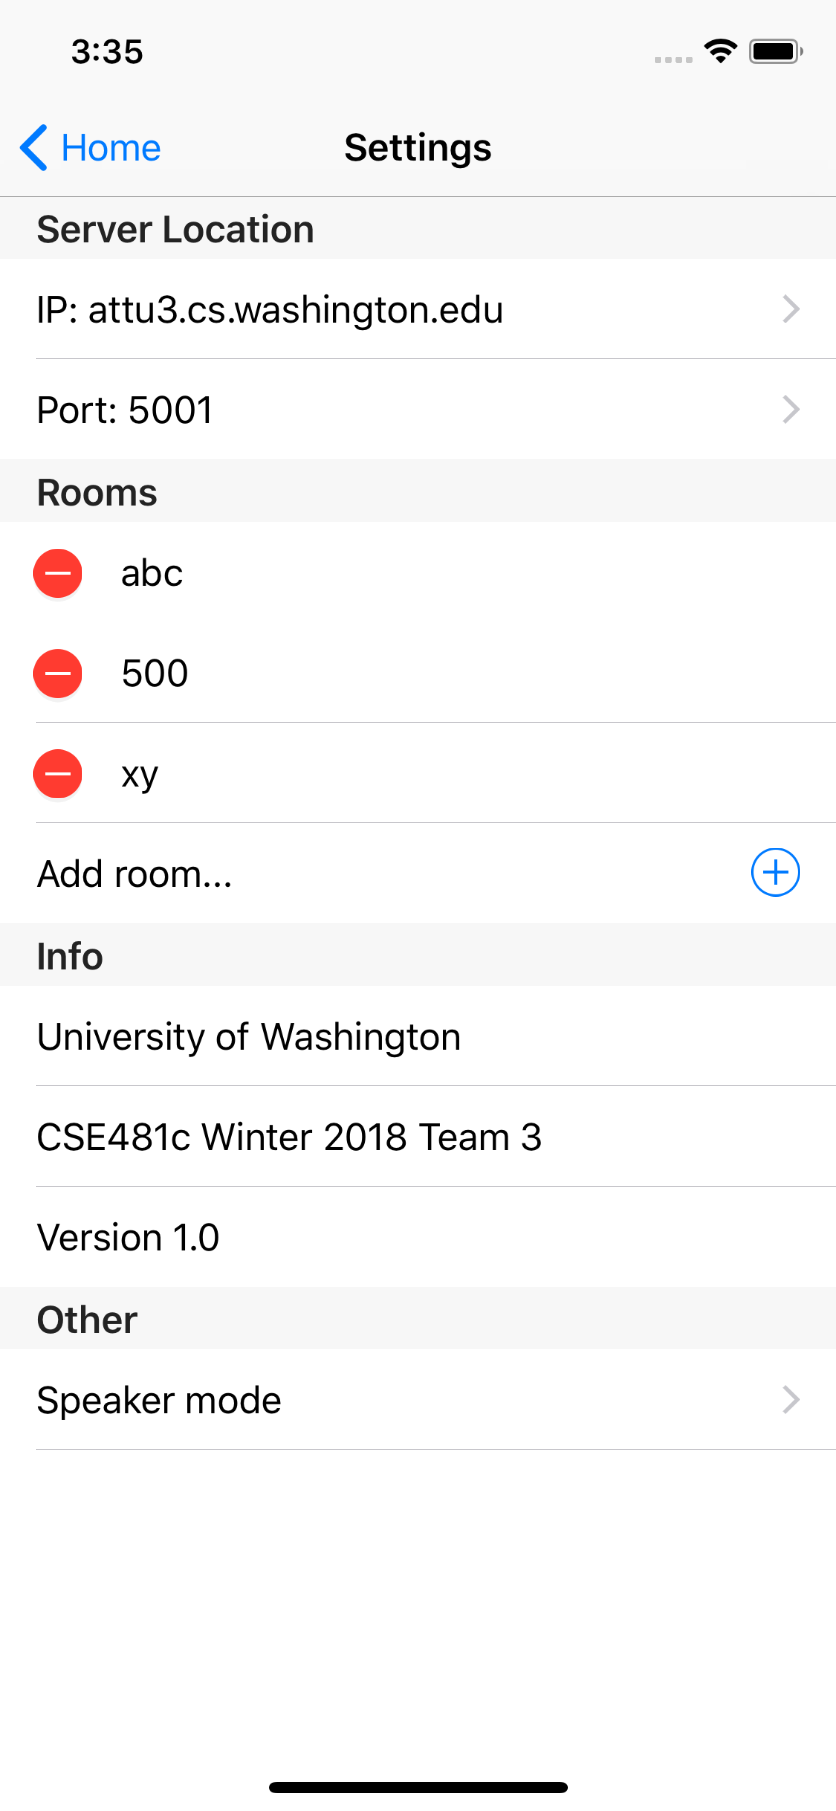 3:35
Home
Settings
Server Location
IP: attu3.cs.washington.edu
Port: 5001
Rooms
abc
500
xy
Add room...
Info
University of Washington
CSE481c Winter 2018 Team 3
Version 1.0
Other
Speaker mode